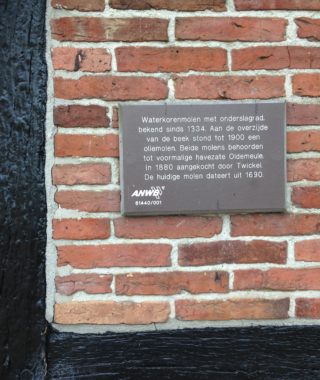 Waterkorenmolen met onderslagrad,
bekend sinds 1334. Aan de overzijde
van de beek stond tot 1900 een
oliemolen. Beide molens behoorden
tot voormalige havezate Oldemeule.
In 1880 aangekocht door Twickel.
De huidige molen dateert uit 1690.
ANWB
61440/001